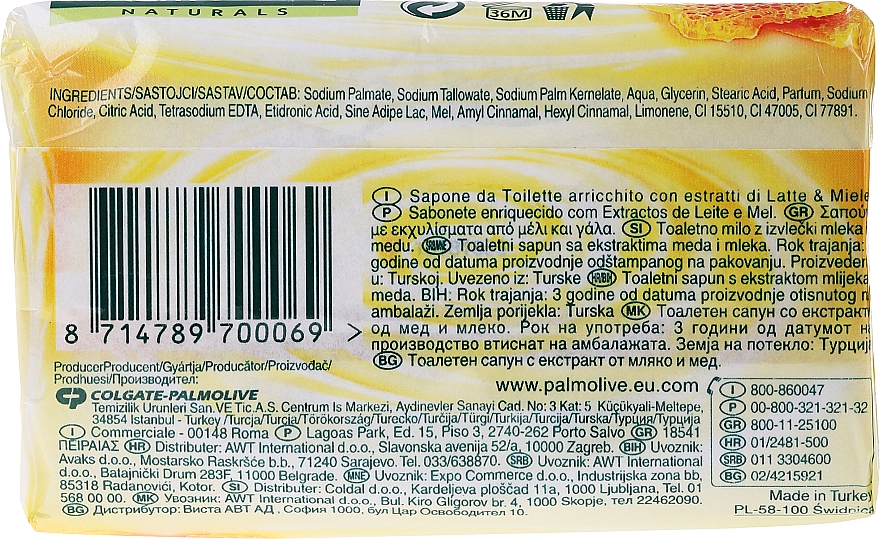 NATURALS
36M
INGREDIENTS/SASTOJCI/SASTAV/СОСТАВ: Sodium Palmate, Sodium Tallowate, Sodium Palm Kernelate, Aqua, Glycerin, Stearic Acid, Parfum, Sodium
Chloride, Citric Acid, Tetrasodium EDTA, Etidronic Acid, Sine Adipe Lac, Mel, Amyl Cinnamal, Hexyl Cinnamal, Limonene, CI 15510, CI 47005, CI 77891.
I Sapone da Toilette arricchito con estratti di Latte & Miele
P Sabonete enriquecido com Extractos de Leite e Mel. GR
με εκχυλίσματα από μέλι και γάλα. SI Toaletno milo z izvlečki mleka
medu. SRB/MNE Toaletni sapun sa ekstraktima meda i mleka. Rok trajanja:
godine od datuma proizvodnje odštampanog na pakovanju. Proizveden
u: Turskoj. Uvezeno iz: Turske HR/BIH Toaletni sapun s ekstraktom mlijeka
meda. BIH: Rok trajanja: 3 godine od datuma proizvodnje otisnutog n
ambalaži. Zemlja porijekla: Turska MK Тоалетен сапун со екстракт
од мед и млеко. Рок на употреба: 3 години од датумот на
производство втиснат на амбалажата. Земја на потекло: Турциј
BG Тоалетен сапун с екстракт от мляко и мед.
8 714789 700069 >
ProducerProducent/Gyártja/Producător/Proizvođač/
Prodhuesi/Производител:
COLGATE-PALMOLIVE
www.palmolive.eu.com
Temizilik Urunleri San.VE Tic.A.S. Centrum Is Markezi, Aydinevler Sanayi Cad. No: 3 Kat: 5 Küçükyali-Meltepe,
34854 Istanbul - Turkey /Turcja/Turcia/Törökország/Turecko/Turčija/Türgi/Turkija/Turcija/Turska/Турция/Турција
I Commerciale - 00148 Roma P Lagoas Park, Ed. 15, Piso 3, 2740-262 Porto Salvo GR 18541
ΠΕΙΡΑΙΑΣ HR Distributer: AWT International d.o.o., Slavonska avenija 52/a, 10000 Zagreb. BIH Uvoznik:
Avaks d.o.o., Mostarsko Raskršće b.b., 71240 Sarajevo. Tel.033/638870. SRB Uvoznik: AWT International
d.o.o., Batajnički Drum 283F, 11000 Belgrade. MNE Uvoznik: Expo Commerce d.o.o., Industrijska zona bb,
85318 Radanovići, Kotor. SI Distributer: Coldal d.o.o., Kardeljeva ploščad 11a, 1000 Ljubljana, Tel. 01
568 00 00. MK Увозник: AWT International d.o.o., Bul. Kiro Gligorov br. 4, 1000 Skopje, тел 22462090.
BG Дистрибутор: Виста АВТ АД , София 1000, бул Цар Освободител 10.
I 800-860047
P 00-800-321-321-32
GR 800-11-25100
HR 01/2481-500
SRB 011 3304600
BG 02/4215921
Made in Turkey
PL-58-100 Świdnic